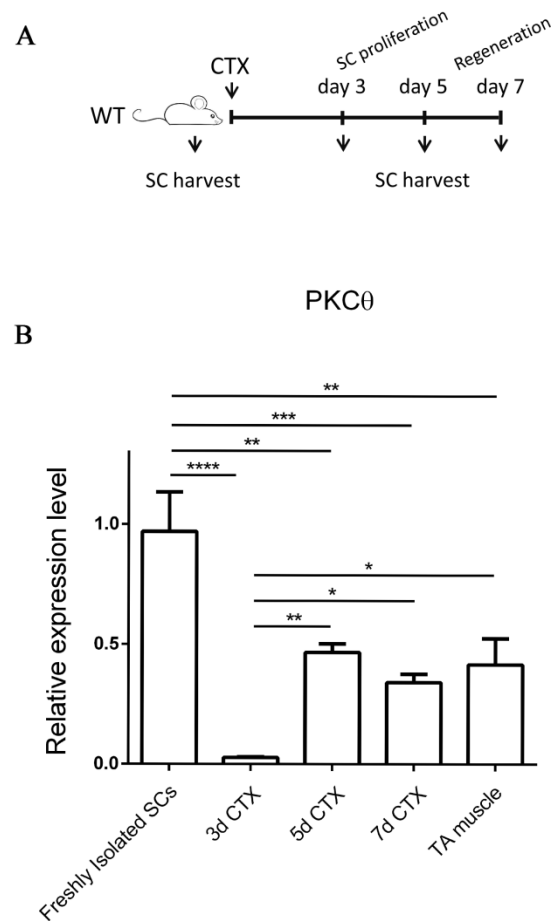 A
SC proliferation
Regeneration
CTX
day 3
day 5
day 7
WT
SC harvest
SC harvest
PKCθ
B
**
***
**
****
*
*
**
Relative expression level
1.0
0.5
0.0
Freshly Isolated SCs
3d CTX
5d CTX
7d CTX
TA muscle